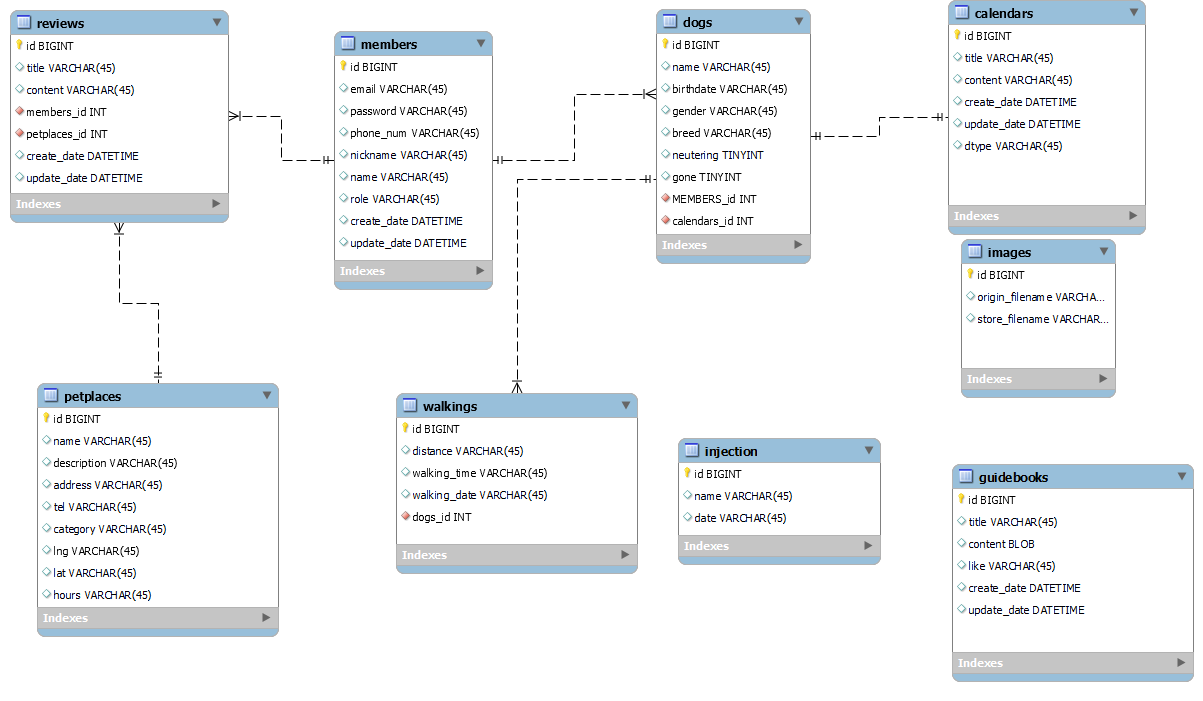 reviews
id BIGINT
title VARCHAR(45)
content VARCHAR(45)
members_id INT
petplaces_id INT
create_date DATETIME
update_date DATETIME
Indexes
members
id BIGINT
email VARCHAR(45)
password VARCHAR(45)
phone_num VARCHAR(45)
nickname VARCHAR(45)
name VARCHAR(45)
role VARCHAR(45)
create_date DATETIME
update_date DATETIME
Indexes
dogs
id BIGINT
name VARCHAR(45)
birthdate VARCHAR(45)
gender VARCHAR(45)
breed VARCHAR(45)
neutering TINYINT
gone TINYINT
MEMBERS_id INT
calendars_id INT
Indexes
calendars
id BIGINT
title VARCHAR(45)
content VARCHAR(45)
create_date DATETIME
update_date DATETIME
dtype VARCHAR(45)
Indexes
images
id BIGINT
origin_filename VARCHA...
store_filename VARCHAR...
Indexes
petplaces
id BIGINT
name VARCHAR(45)
description VARCHAR(45)
address VARCHAR(45)
tel VARCHAR(45)
category VARCHAR(45)
lng VARCHAR(45)
lat VARCHAR(45)
hours VARCHAR(45)
Indexes
walkings
id BIGINT
distance VARCHAR(45)
walking_time VARCHAR(45)
walking_date VARCHAR(45)
dogs_id INT
Indexes
injection
id BIGINT
name VARCHAR(45)
date VARCHAR(45)
Indexes
guidebooks
id BIGINT
title VARCHAR(45)
content BLOB
like VARCHAR(45)
create_date DATETIME
update_date DATETIME
Indexes